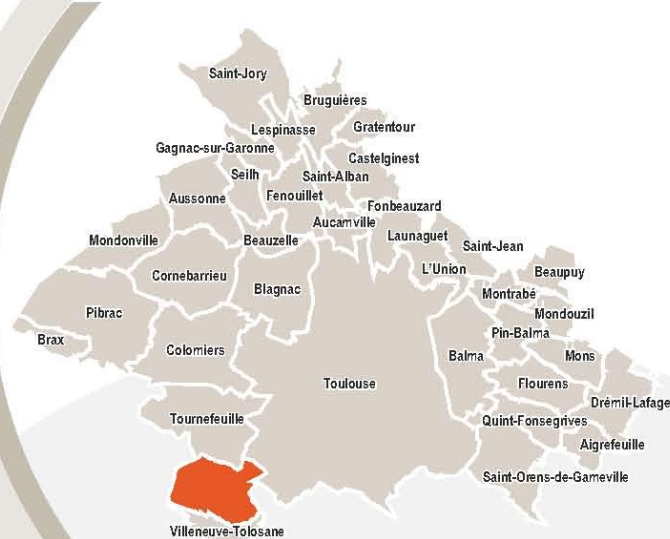 Saint-Jory
Bruguières
Lespinasse
Gratentour
Gagnac-sur-Garonne
Castelginest
Seilh
Saint-Alban
Aussonne
Fenouillet
Fonbeauzard
Aucamville
Launaguet
Mondonville
Beauzelle
Saint-Jean
L'Union
Beaupuy
Cornebarrieu
Blagnac
Montrabé
Pibrac
Mondouzil
Pin-Balma
Brax
Colomiers
Balma
Mons
Toulouse
Flourens
Drémil-Lafage
Tournefeuille
Quint-Fonsegrives
Aigrefeuille
Saint-Orens-de-Gameville
Villeneuve-Tolosane